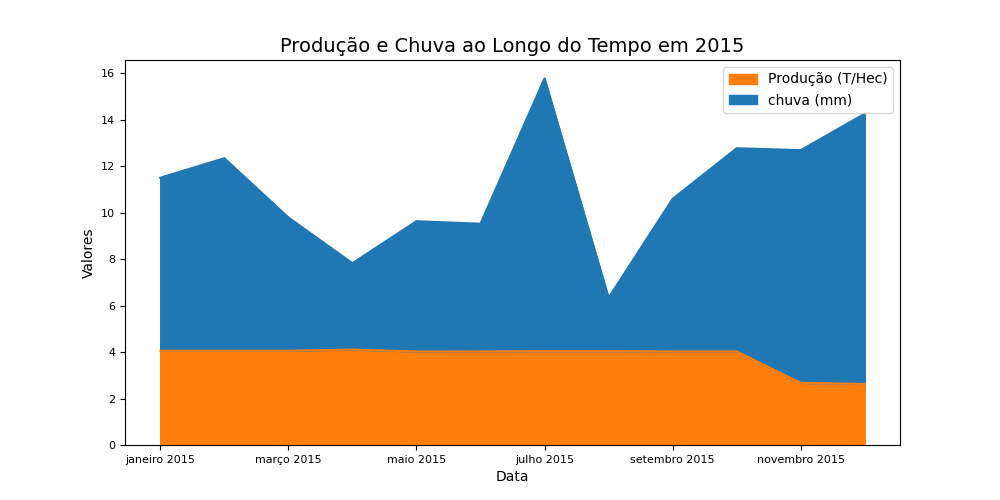 Produção e Chuva ao Longo do Tempo em 2015
Produção (T/Hec)
chuva (mm)
Valores
16
14
12
10
8
6
4
2
0
janeiro 2015
março 2015
maio 2015
julho 2015
setembro 2015
novembro 2015
Data